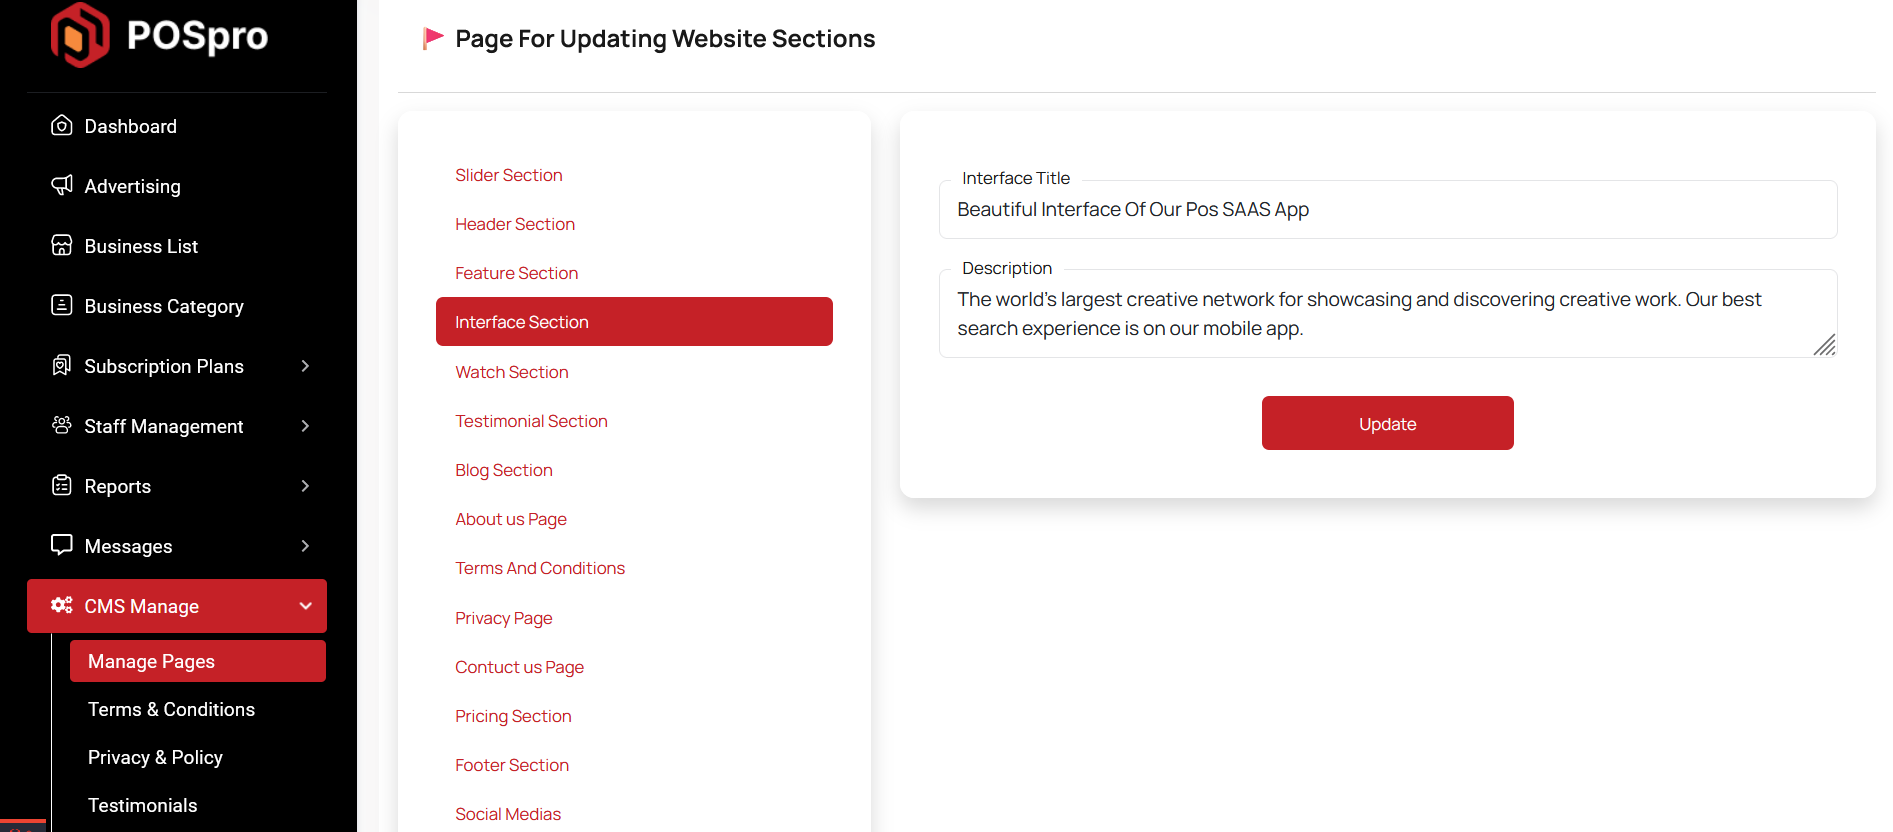 POSpro
Page For Updating Website Sections
Dashboard
Advertising
Business List
Business Category
Subscription Plans
Staff Management
Reports
Messages
CMS Manage
Manage Pages
Terms & Conditions
Privacy & Policy
Testimonials
Slider Section
Header Section
Feature Section
Interface Section
Watch Section
Testimonial Section
Blog Section
About us Page
Terms And Conditions
Privacy Page
Contuct us Page
Pricing Section
Footer Section
Social Medias
Interface Title
Beautiful Interface Of Our Pos SAAS App
Description
The world's largest creative network for showcasing and discovering creative work. Our best
search experience is on our mobile app.
Update